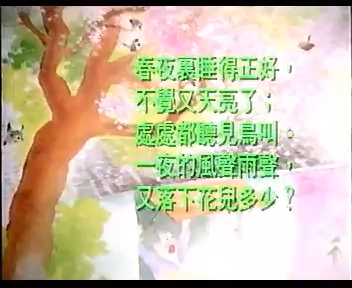 春夜裏睡得正好，
不覺又天亮了；
處處都聽見鳥叫。
一夜的風聲雨聲，
又落下花兒多少？